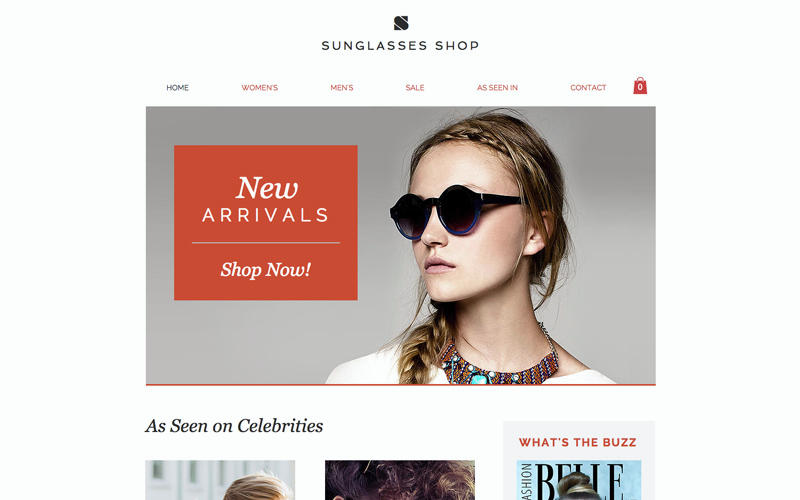 S
SUNGLASSES SHOP
HOME
WOMEN'S
MEN'S
SALE
AS SEEN IN
CONTACT
0
New
ARRIVALS
Shop Now!
As Seen on Celebrities
WHAT'S THE BUZZ
FASHION
BELLE